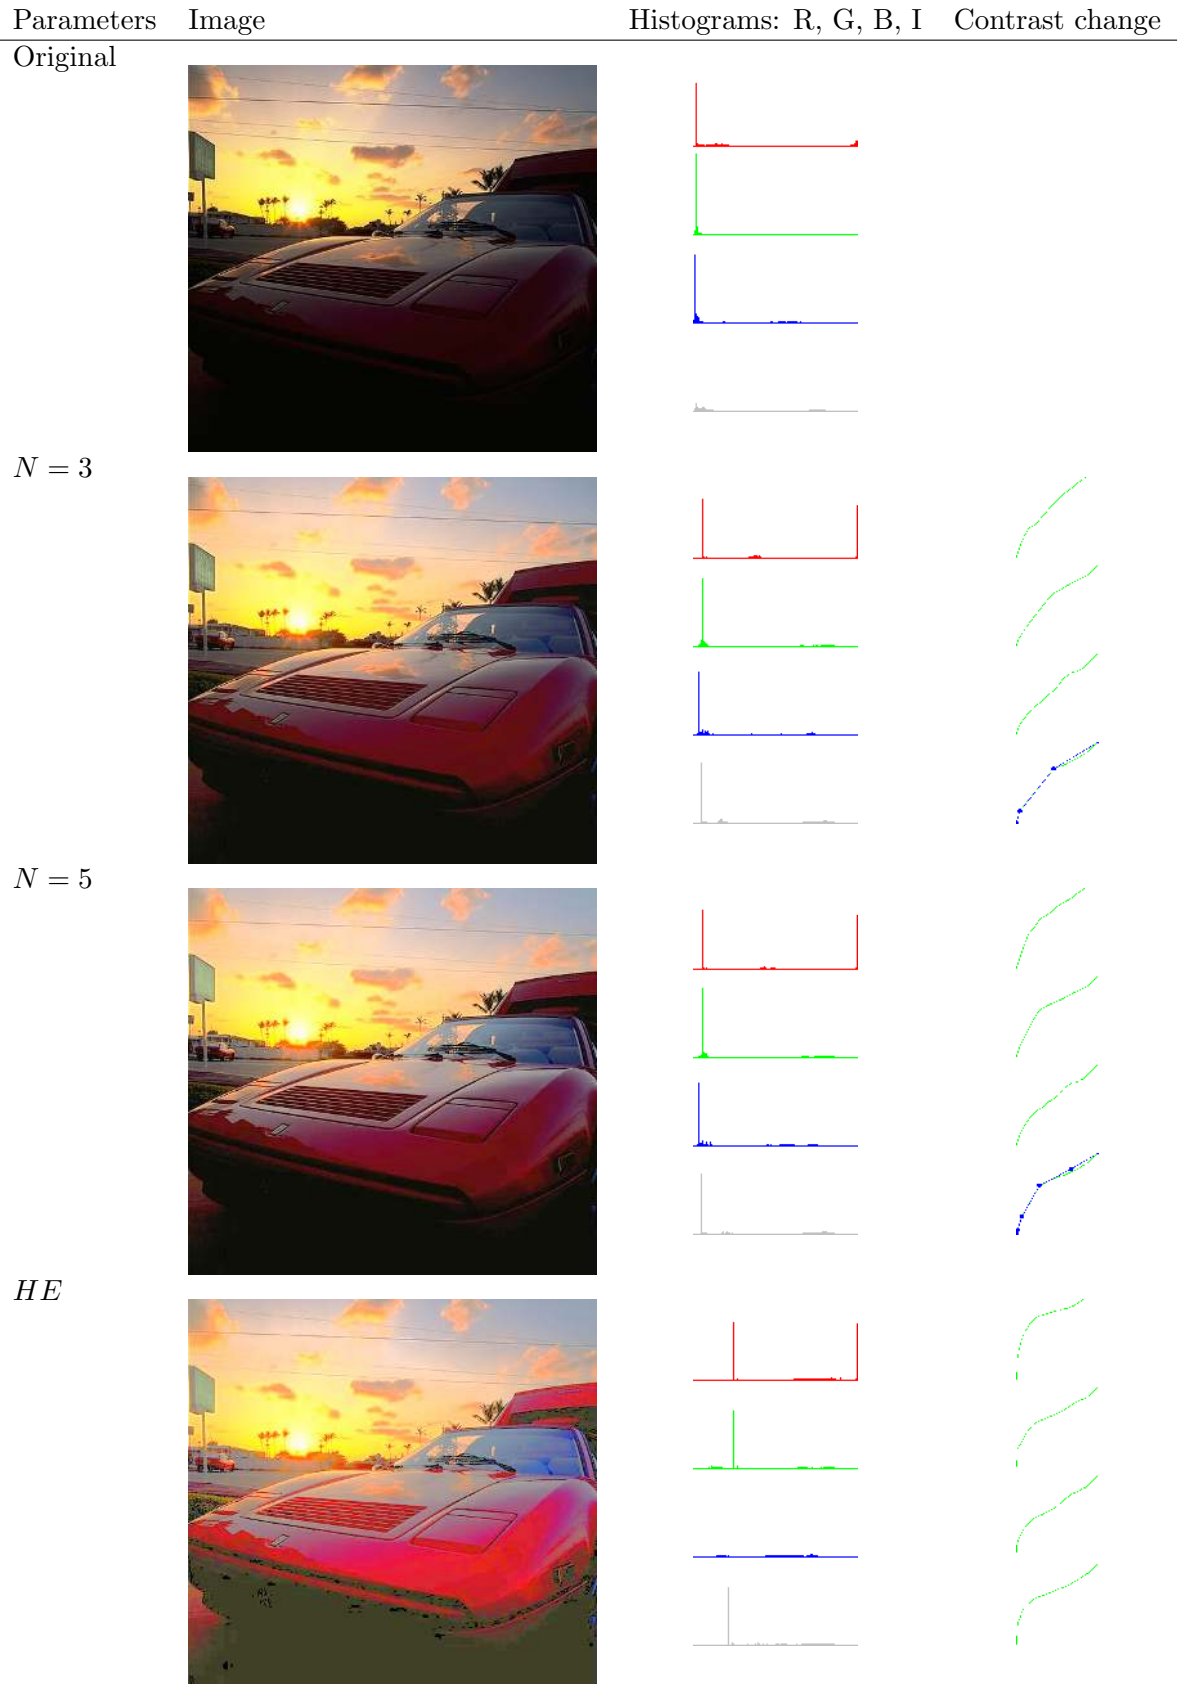 Parameters Image Histograms: R, G, B, I Contrast change
Original
N = 3
N = 5
HE